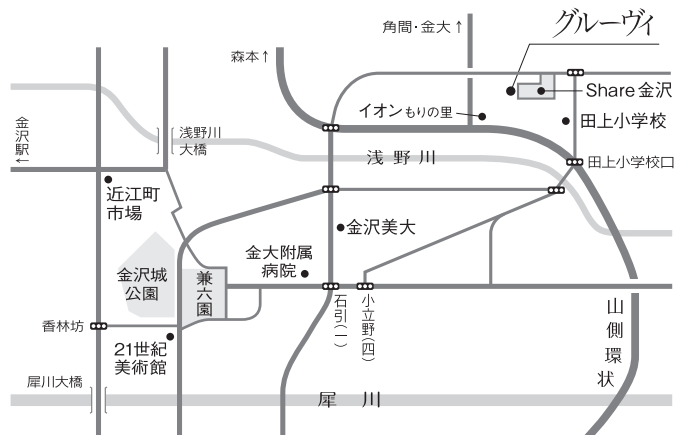 グルーヴィ
角間・金大↑
森本↑
Share金沢
イオンもりの里
田上小学校
金沢駅←
浅野川
大橋
浅野川
田上小学校口
近江町
市場
金沢美大
金大附属
病院
金沢城
公園
兼六園
石引(一)
小立野(四)
山側環状
香林坊
21世紀
美術館
犀川大橋
犀川